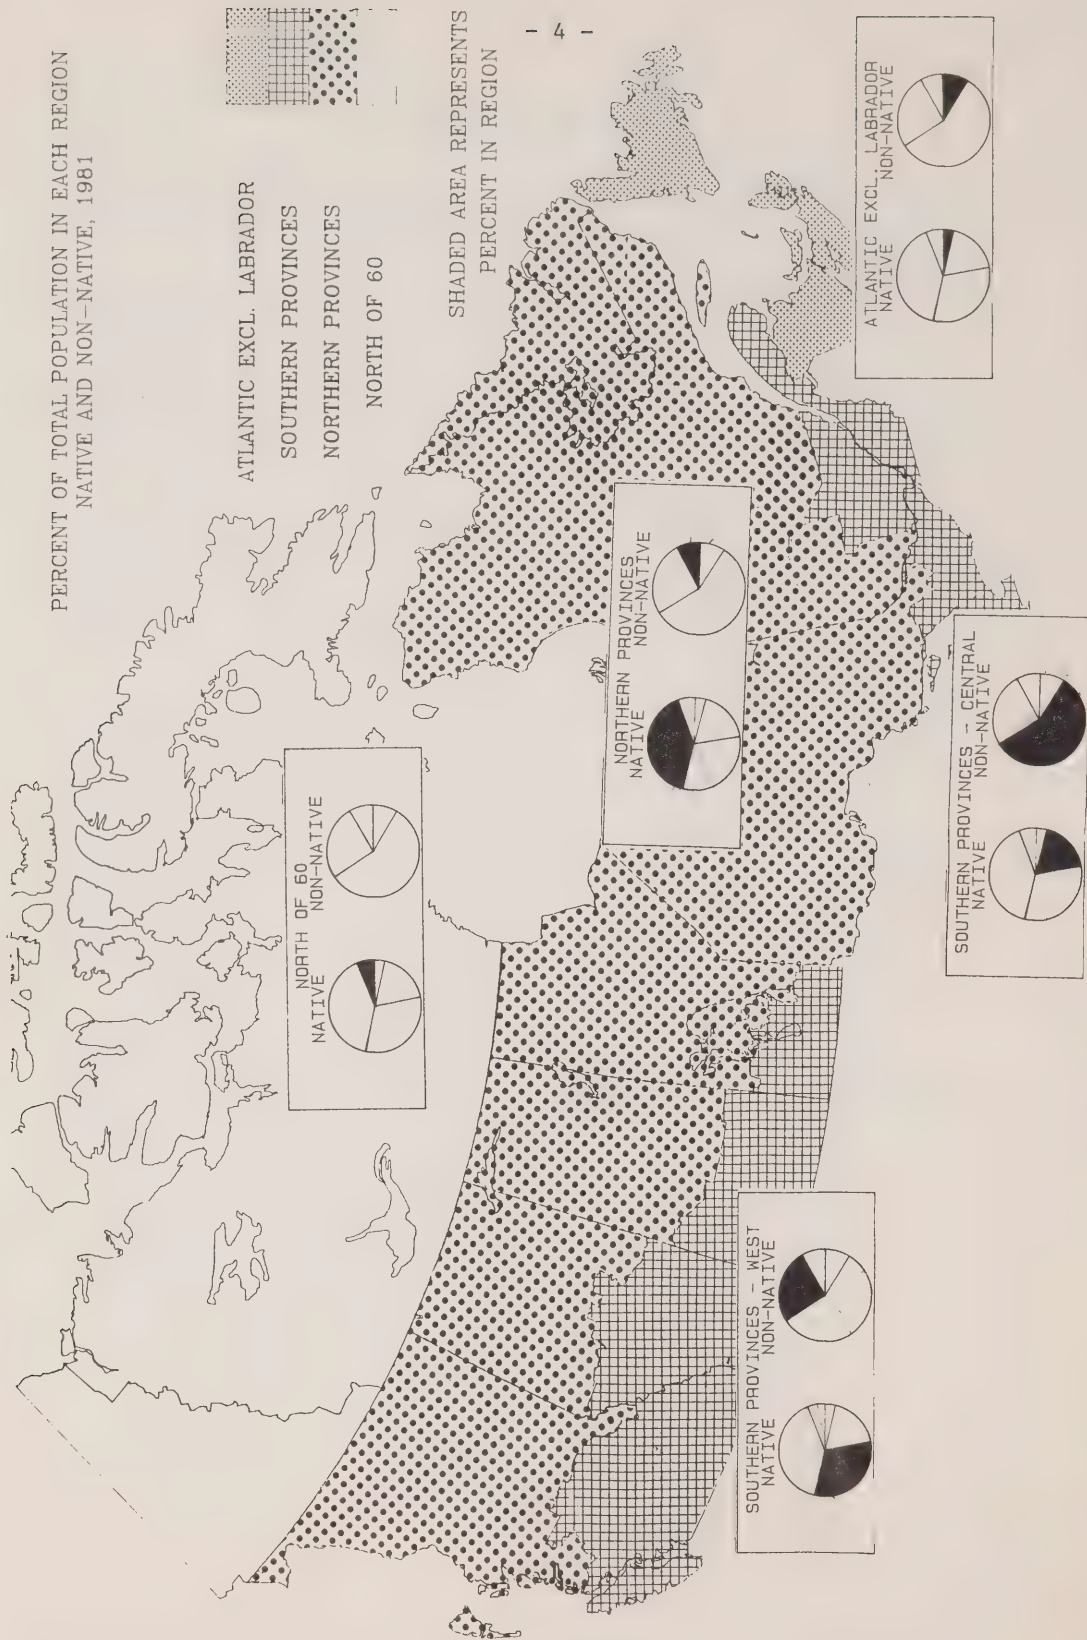 - 4 -
PERCENT OF TOTAL POPULATION IN EACH REGION
NATIVE AND NON-NATIVE, 1981
ATLANTIC EXCL. LABRADOR
SOUTHERN PROVINCES
NORTHERN PROVINCES
NORTH OF 60
SHADED AREA REPRESENTS
PERCENT IN REGION
NORTH OF 60
NATIVE NON-NATIVE
NORTHERN PROVINCES
NATIVE NON-NATIVE
ATLANTIC EXCL. LABRADOR
NATIVE NON-NATIVE
SOUTHERN PROVINCES - CENTRAL
NATIVE NON-NATIVE
SOUTHERN PROVINCES - WEST
NATIVE NON-NATIVE